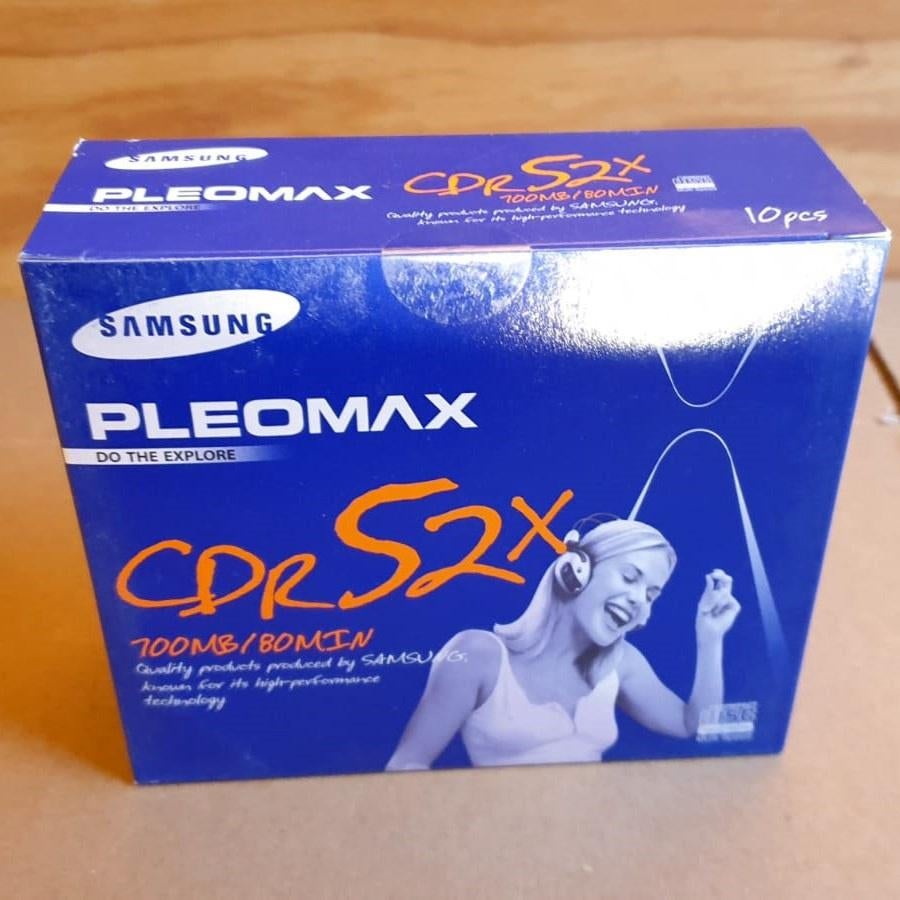 SAMSUNG
PLEOMAX
DO THE EXPLORE
CDR 52X
700MB/80MIN
Quality products produced by SAMSUNG,
known for its high-performance technology
10pcs
SAMSUNG
PLEOMAX
DO THE EXPLORE
CDR 52X
700MB/80MIN
Quality products produced by SAMSUNG,
known for its high-performance
technology